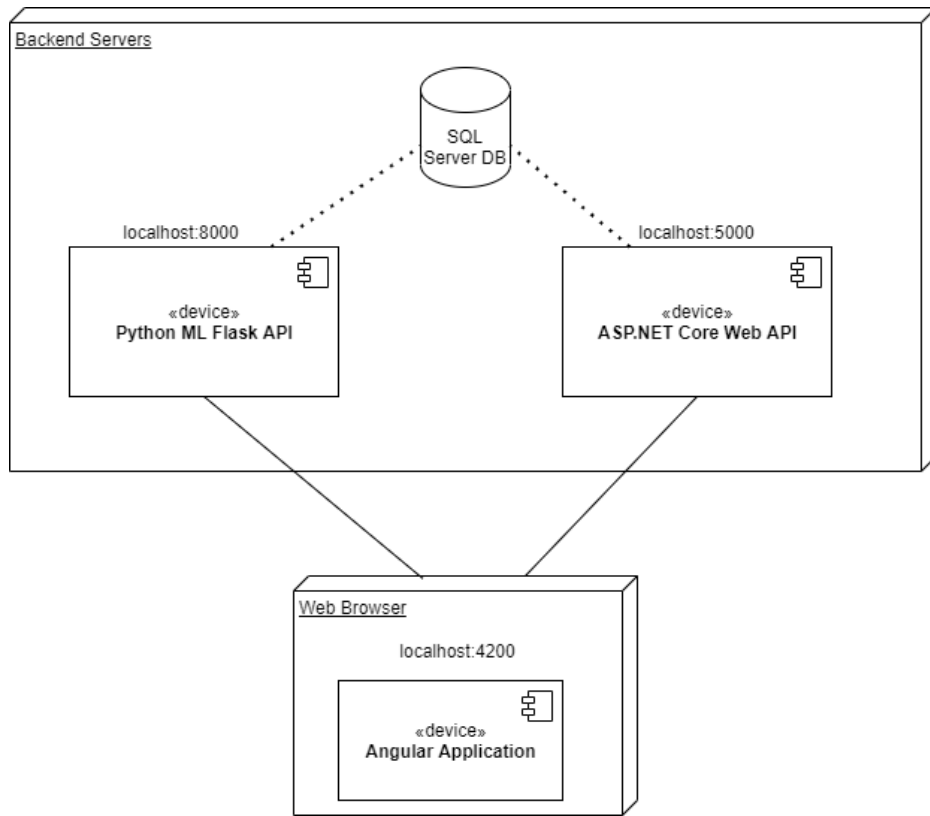 Backend Servers
SQL
Server DB
localhost:8000
localhost:5000
«device»
Python ML Flask API
«device»
ASP.NET Core Web API
Web Browser
localhost:4200
«device»
Angular Application